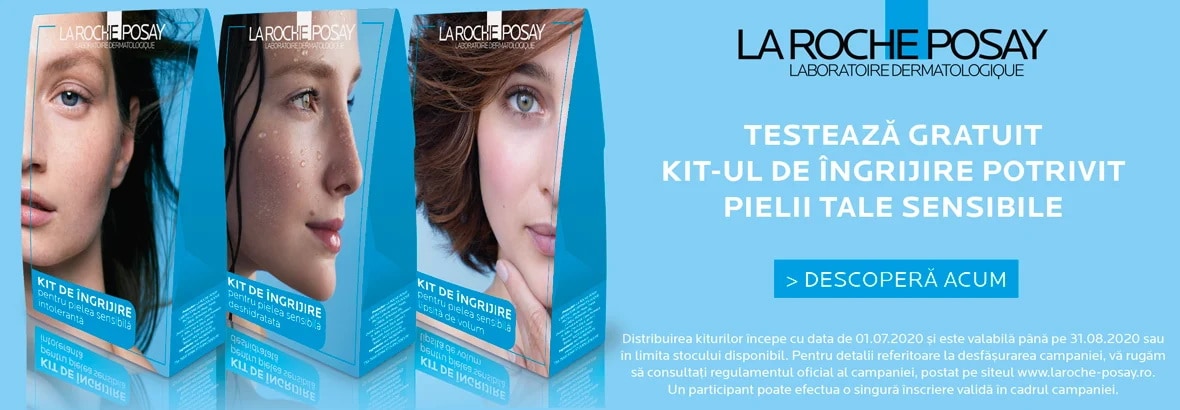 LA ROCHE POSAY
LABORATOIRE DERMATOLOGIQUE
KIT DE ÎNGRIJIRE
pentru pielea sensibilă
intolerantă
LA ROCHE POSAY
LABORATOIRE DERMATOLOGIQUE
KIT DE ÎNGRIJIRE
pentru pielea sensibilă
deshidratată
LA ROCHE POSAY
LABORATOIRE DERMATOLOGIQUE
KIT DE ÎNGRIJIRE
pentru pielea sensibilă
lipsită de volum
LA ROCHE POSAY
LABORATOIRE DERMATOLOGIQUE
TESTEAZĂ GRATUIT
KIT-UL DE ÎNGRIJIRE POTRIVIT
PIELII TALE SENSIBILE
> DESCOPERĂ ACUM
Distribuirea kiturilor începe cu data de 01.07.2020 și este valabilă până pe 31.08.2020 sau
în limita stocului disponibil. Pentru detalii referitoare la desfășurarea campaniei, vă rugăm
să consultați regulamentul oficial al campaniei, postat pe siteul www.laroche-posay.ro.
Un participant poate efectua o singură înscriere validă în cadrul campaniei.